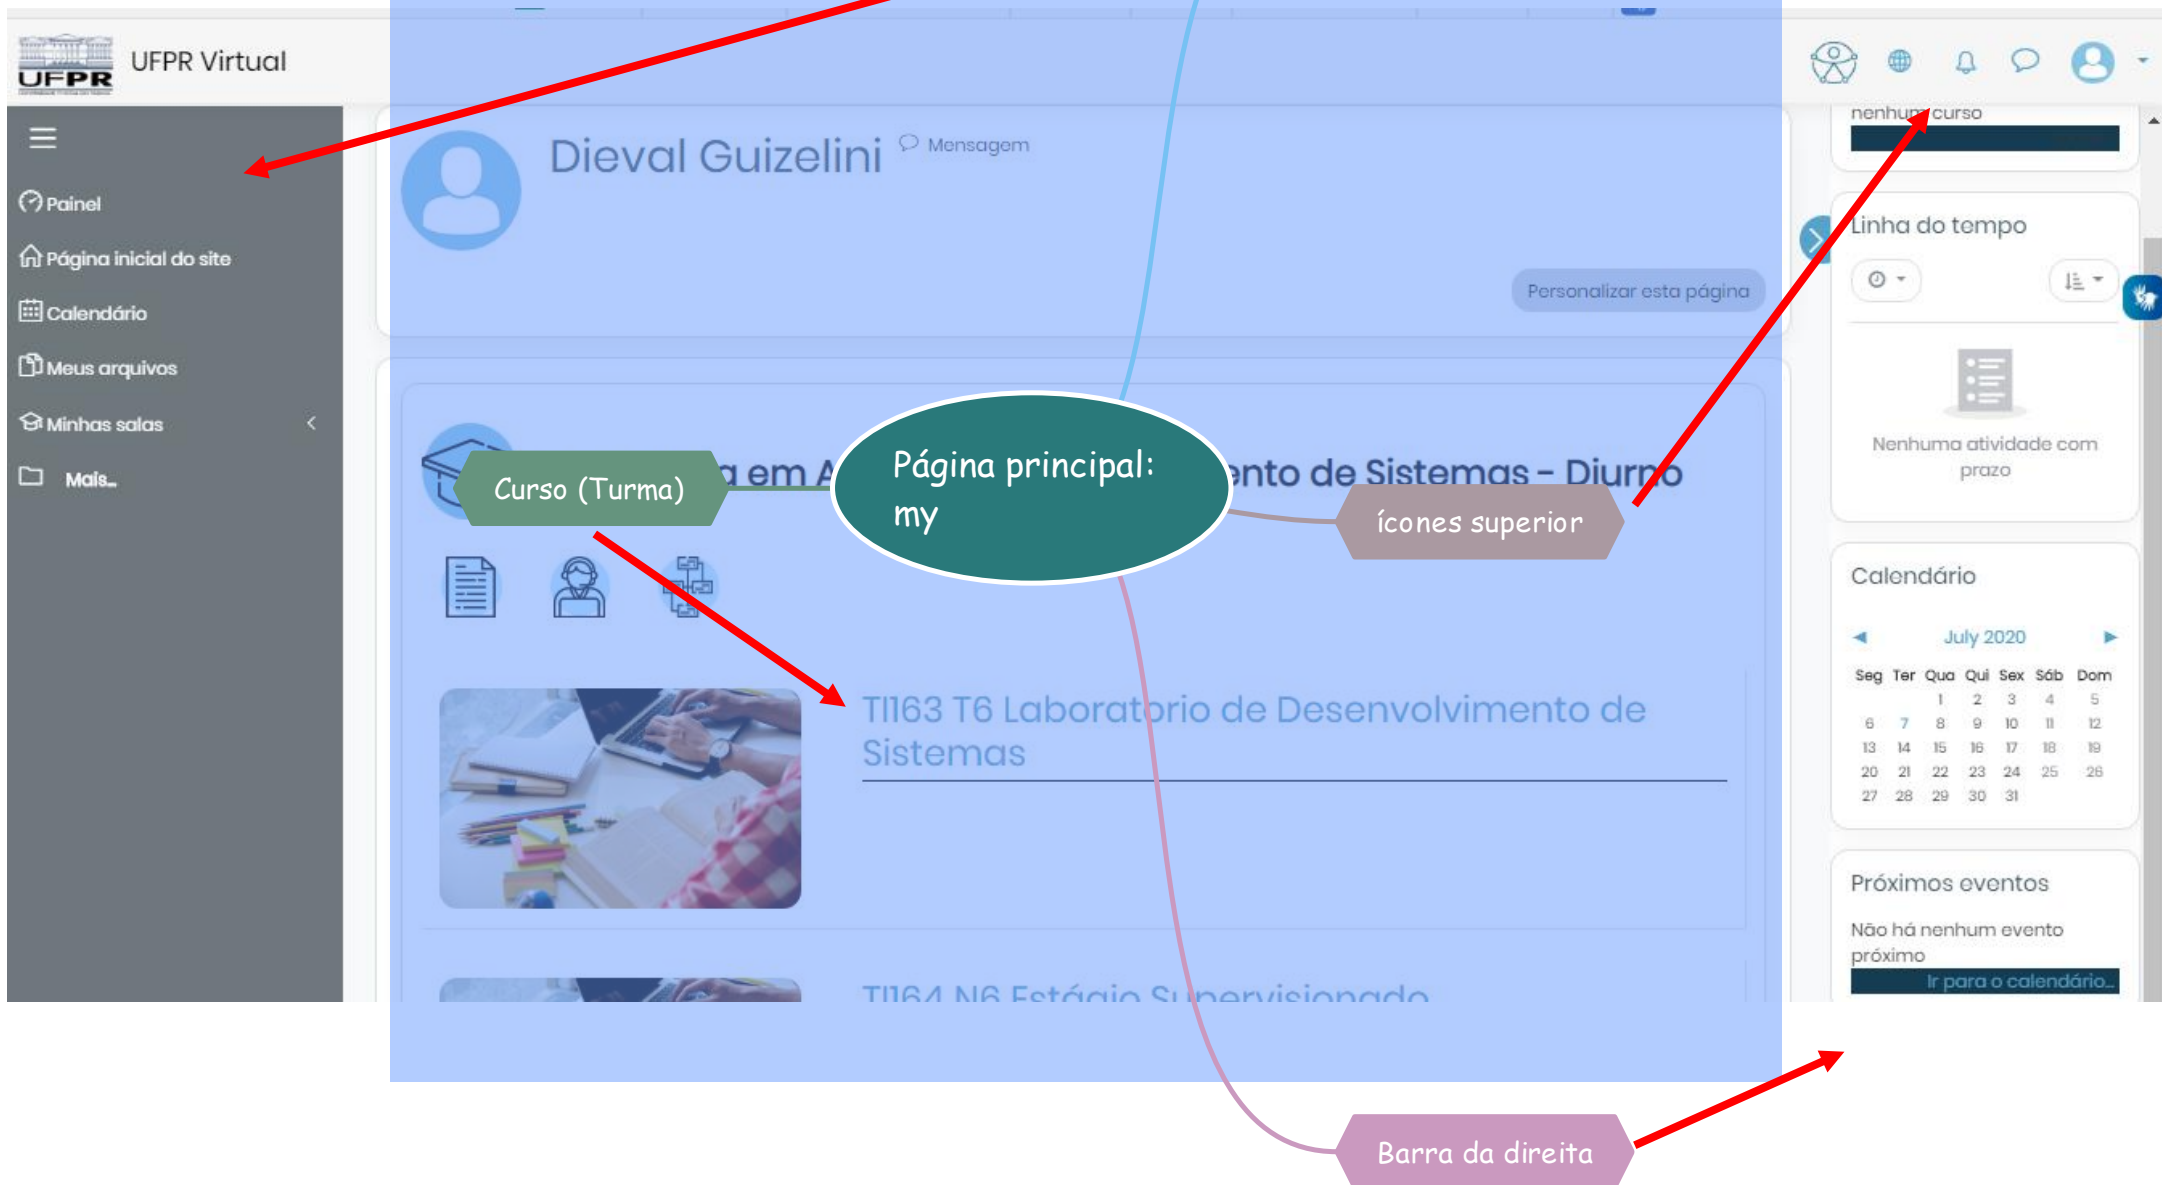 UFPR
UFPR Virtual
Painel
Página inicial do site
Calendário
Meus arquivos
Minhas salas
Mais...
Dieval Guizelini
Mensagem
Personalizar esta página
Curso (Turma)
em A
Página principal:
my
ento de Sistemas - Diurno
ícones superior
TI163 T6 Laboratorio de Desenvolvimento de
Sistemas
TI164 N6 Estágio Supervisionado
Barra da direita
nenhum curso
Linha do tempo
Nenhuma atividade com
prazo
Calendário
July 2020
Seg Ter Qua Qui Sex Sáb Dom
1 2 3 4 5
6 7 8 9 10 11 12
13 14 15 16 17 18 19
20 21 22 23 24 25 26
27 28 29 30 31
Próximos eventos
Não há nenhum evento
próximo
Ir para o calendário...